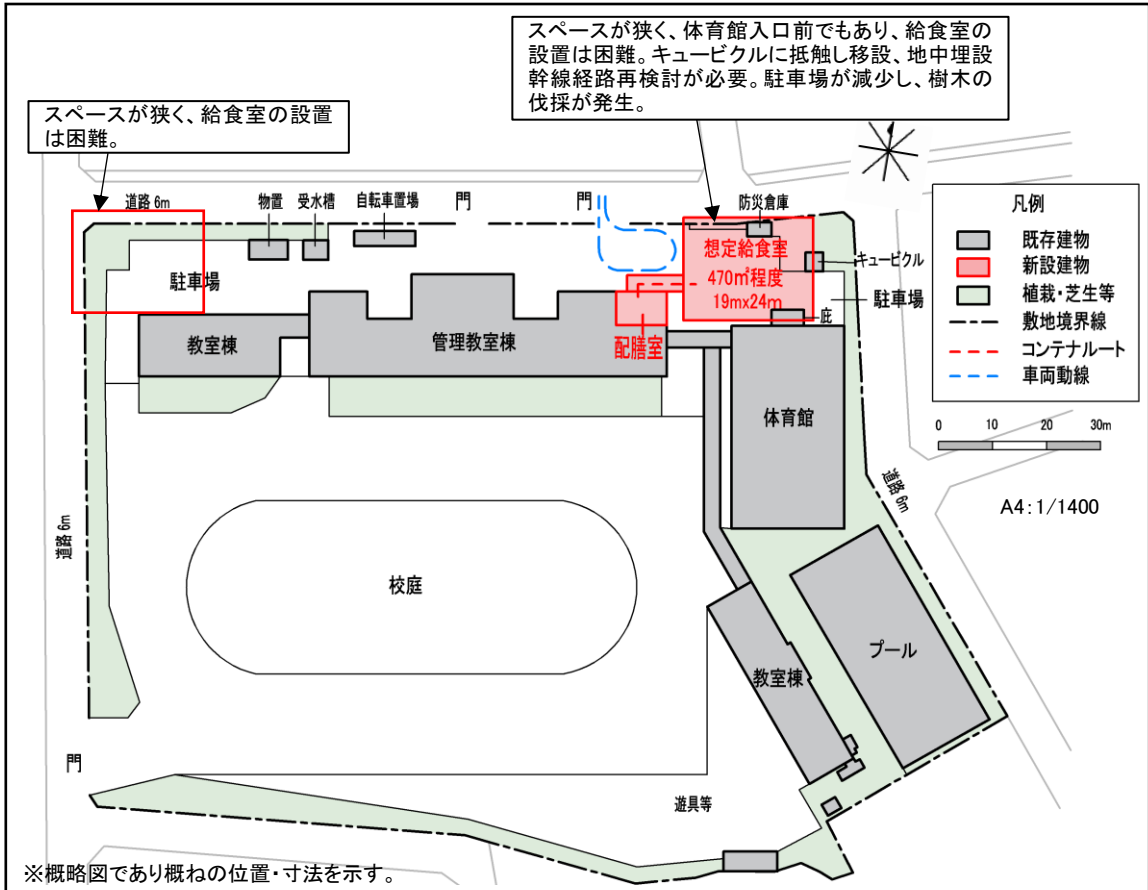 スペースが狭く、体育館入口前でもあり、給食室の
設置は困難。キュービクルに抵触し移設、地中埋設
幹線経路再検討が必要。駐車場が減少し、樹木の
伐採が発生。
スペースが狭く、給食室の設置
は困難。
道路 6m
物置
受水槽
自転車置場
門
門
防災倉庫
凡例
既存建物
新設建物
植栽・芝生等
敷地境界線
コンテナルート
車両動線
0 10 20 30m
A4:1/1400
想定給食室
470㎡程度
19mx24m
キュービクル
駐車場
駐車場
庇
教室棟
管理教室棟
配膳室
体育館
道路 6m
道路 6m
校庭
プール
教室棟
門
遊具等
※概略図であり概ねの位置・寸法を示す。